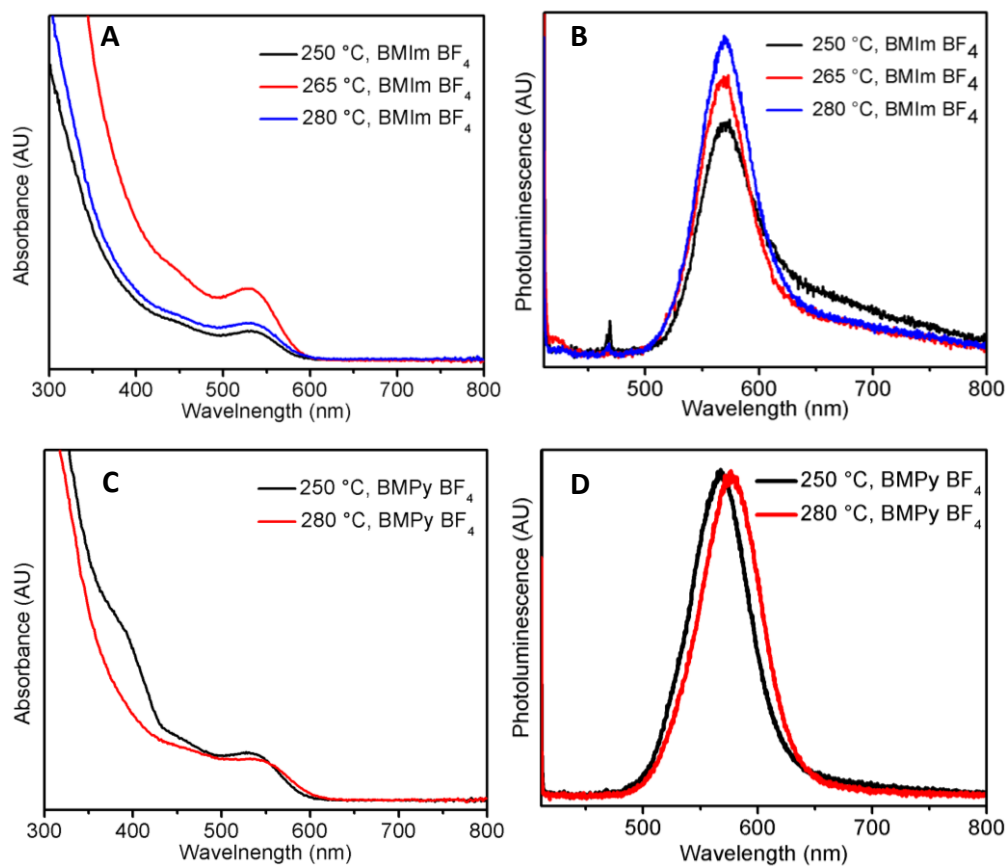 A
250 °C, BMIm BF4
265 °C, BMIm BF4
280 °C, BMIm BF4
Absorbance (AU)
300 400 500 600 700 800
Wavelnength (nm)
B
250 °C, BMIm BF4
265 °C, BMIm BF4
280 °C, BMIm BF4
Photoluminescence (AU)
500 600 700 800
Wavelength (nm)
C
250 °C, BMPy BF4
280 °C, BMPy BF4
Absorbance (AU)
300 400 500 600 700 800
Wavelnength (nm)
D
250 °C, BMPy BF4
280 °C, BMPy BF4
Photoluminescence (AU)
500 600 700 800
Wavelength (nm)